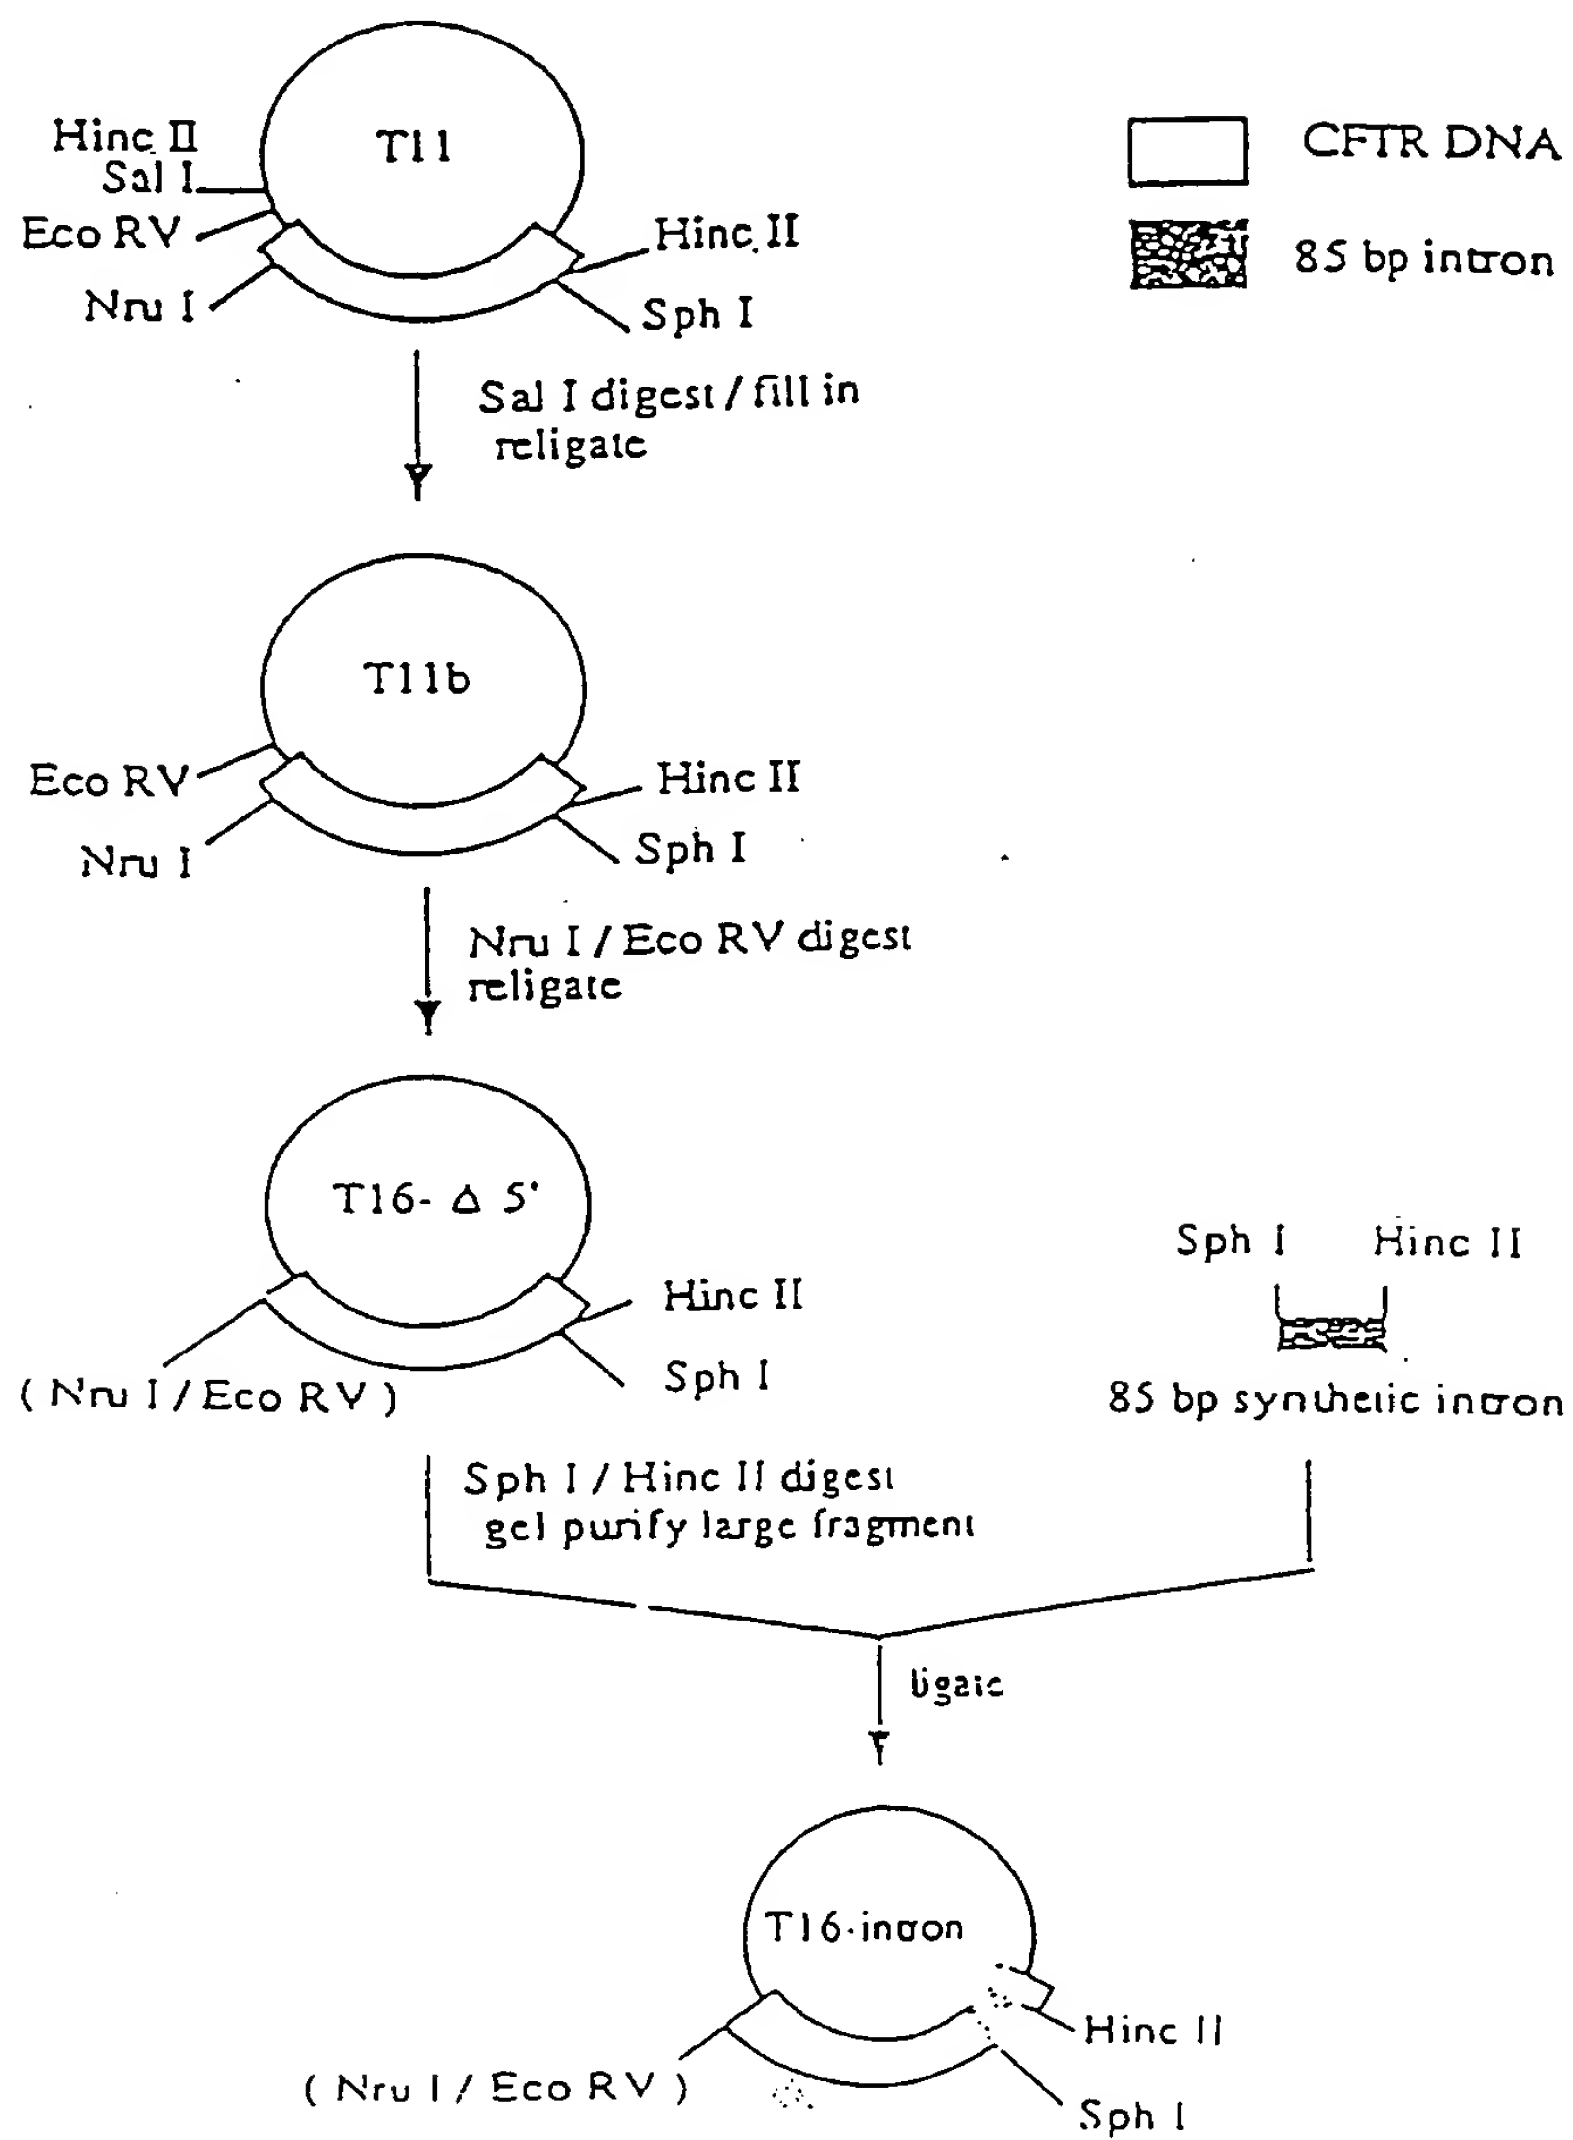 T11
Hinc II
Sal I
Eco RV
Nru I
Hinc II
Sph I
CFTR DNA
85 bp intron
Sal I digest / fill in
religate
T11b
Eco RV
Nru I
Hinc II
Sph I
Nru I / Eco RV digest
religate
T16- Δ 5'
Hinc II
Sph I
(Nru I / Eco RV)
Sph I Hinc II
85 bp synthetic intron
Sph I / Hinc II digest
gel purify large fragment
ligate
T16-intron
Hinc II
Sph I
(Nru I / Eco RV)